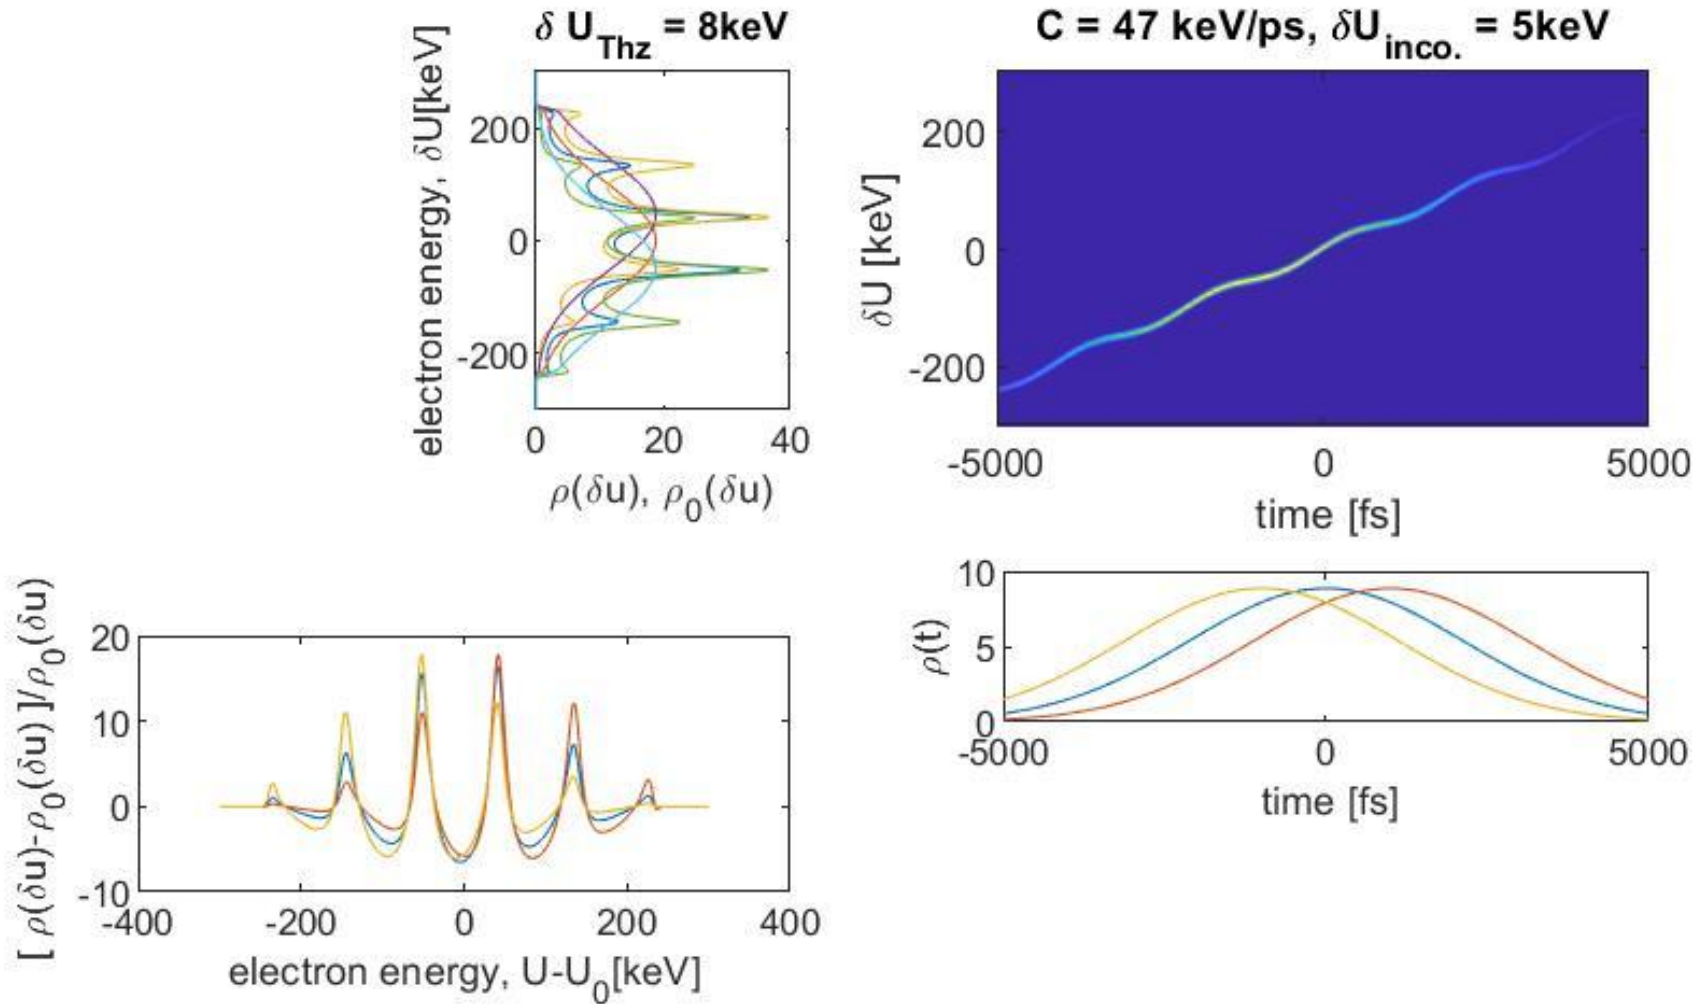 δ U_Thz = 8keV
electron energy, δU[keV]
200
0
-200
0 20 40
ρ(δu), ρ_0(δu)
C = 47 keV/ps, δU_inco. = 5keV
δU [keV]
200
0
-200
-5000 0 5000
time [fs]
[ ρ(δu)-ρ_0(δu) ]/ρ_0(δu)
20
10
0
-10
-400 -200 0 200 400
electron energy, U-U_0[keV]
ρ(t)
10
5
0
-5000 0 5000
time [fs]